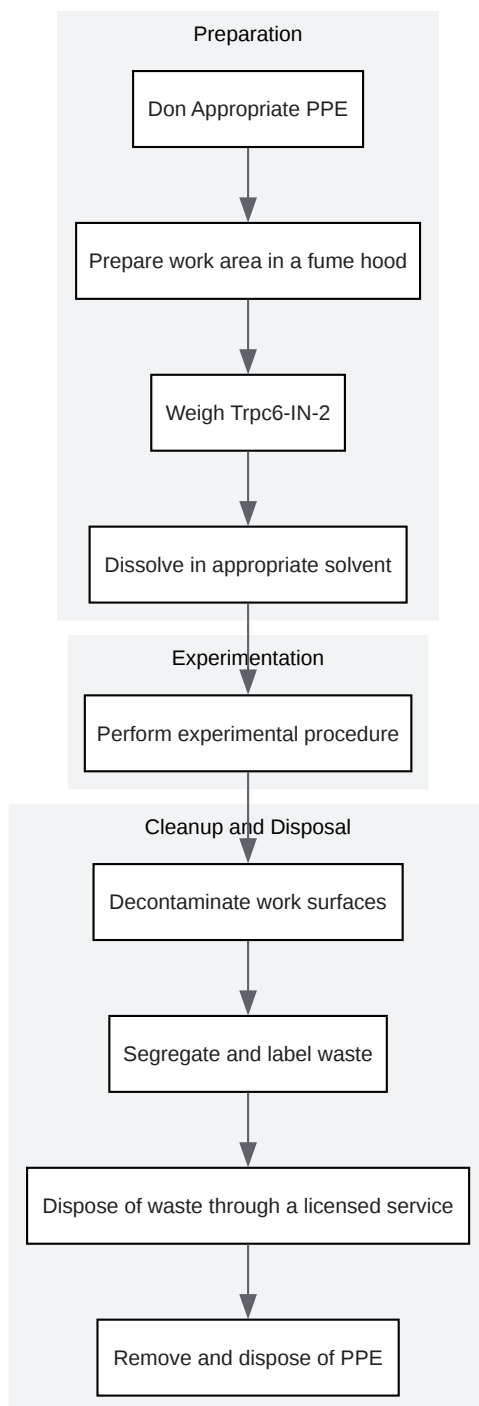 Preparation
Don Appropriate PPE
Prepare work area in a fume hood
Weigh Trpc6-IN-2
Dissolve in appropriate solvent
Experimentation
Perform experimental procedure
Cleanup and Disposal
Decontaminate work surfaces
Segregate and label waste
Dispose of waste through a licensed service
Remove and dispose of PPE